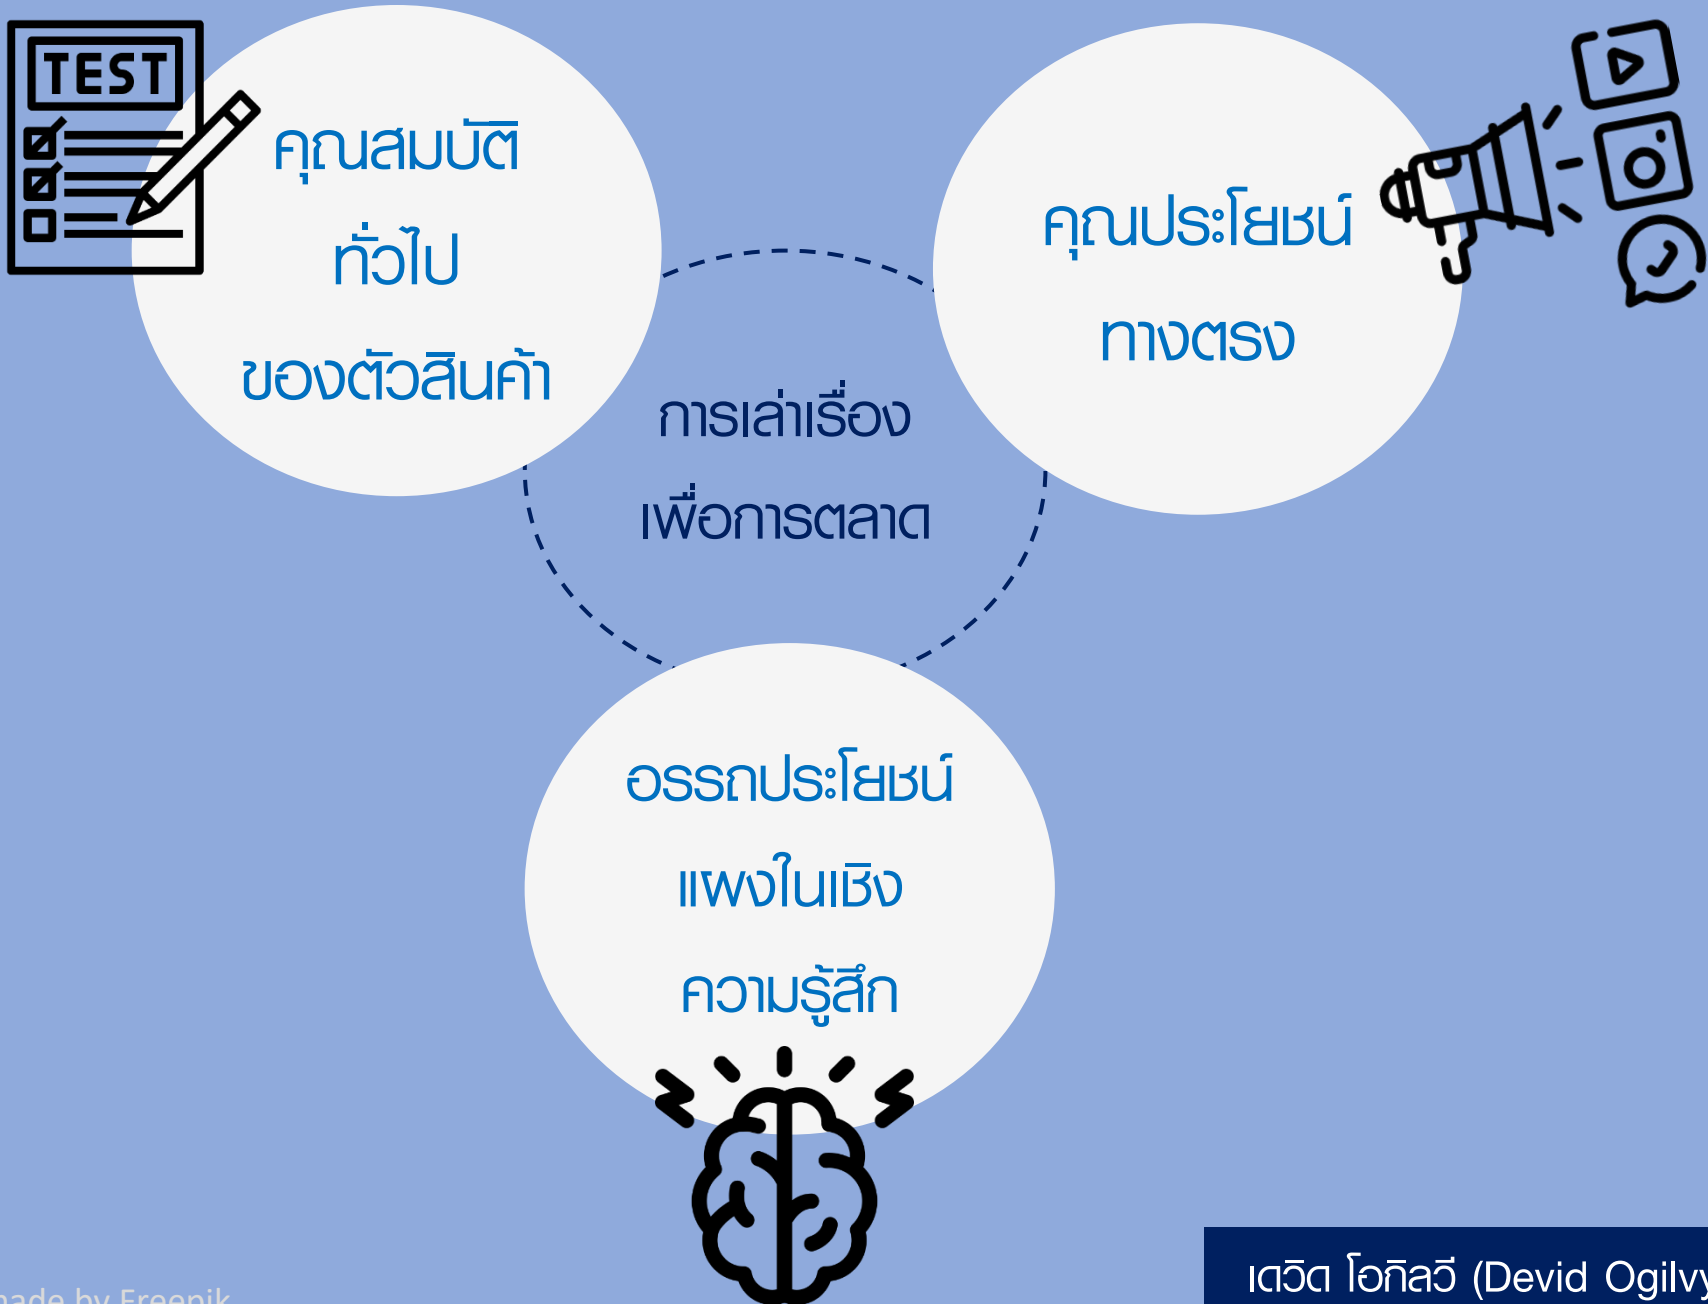 TEST
คุณสมบัติ
ทั่วไป
ของตัวสินค้า
คุณประโยชน์
ทางตรง
การเล่าเรื่อง
เพื่อการตลาด
อรรถประโยชน์
แผงในเชิง
ความรู้สึก
เดวิด โอกิลวี (Devid Ogilvy
made by Freepik